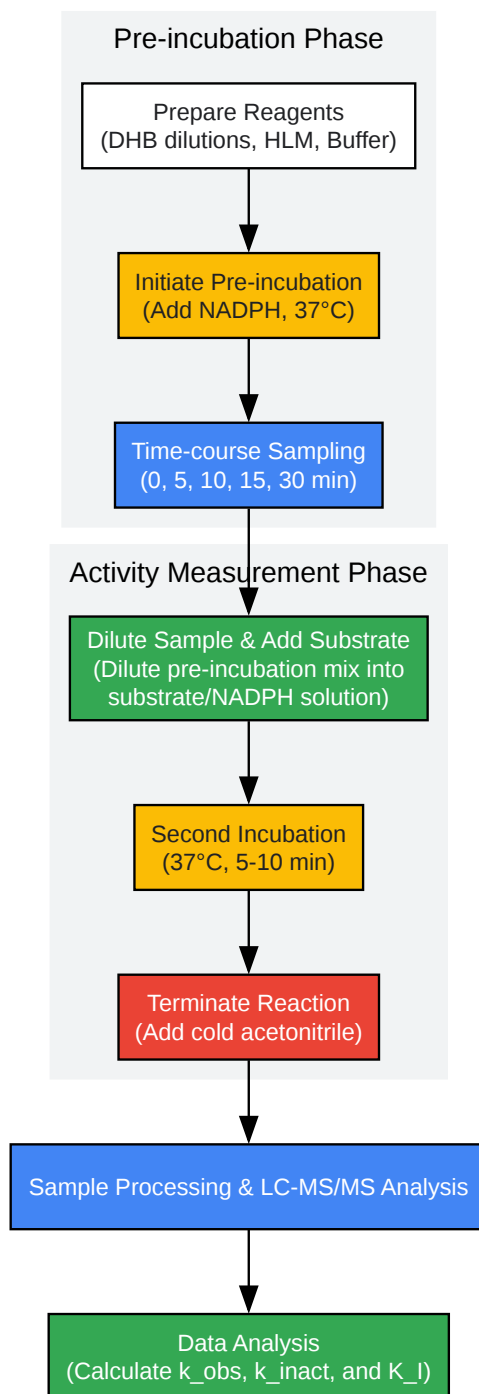 Pre-incubation Phase
Prepare Reagents
(DHB dilutions, HLM, Buffer)
Initiate Pre-incubation
(Add NADPH, 37°C)
Time-course Sampling
(0, 5, 10, 15, 30 min)
Activity Measurement Phase
Dilute Sample & Add Substrate
(Dilute pre-incubation mix into
substrate/NADPH solution)
Second Incubation
(37°C, 5-10 min)
Terminate Reaction
(Add cold acetonitrile)
Sample Processing & LC-MS/MS Analysis
Data Analysis
(Calculate k_obs, k_inact, and K_I)